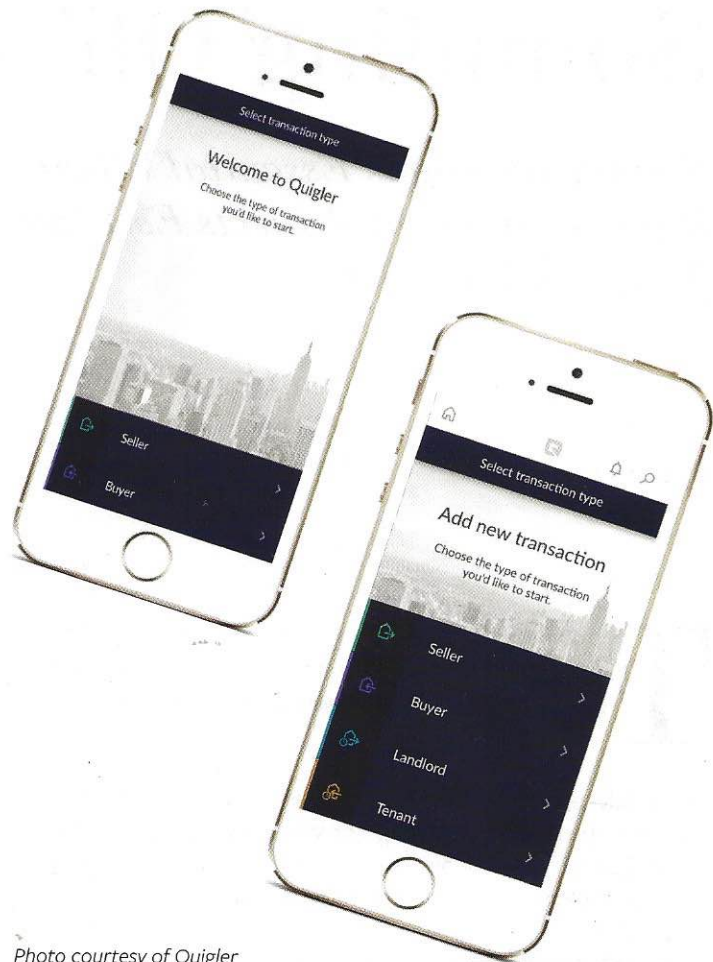 Select transaction type
Welcome to Quigler
Choose the type of transaction
you'd like to start.
Seller
Buyer
Select transaction type
Add new transaction
Choose the type of transaction
you'd like to start.
Seller
Buyer
Landlord
Tenant
Photo courtesy of Quigler